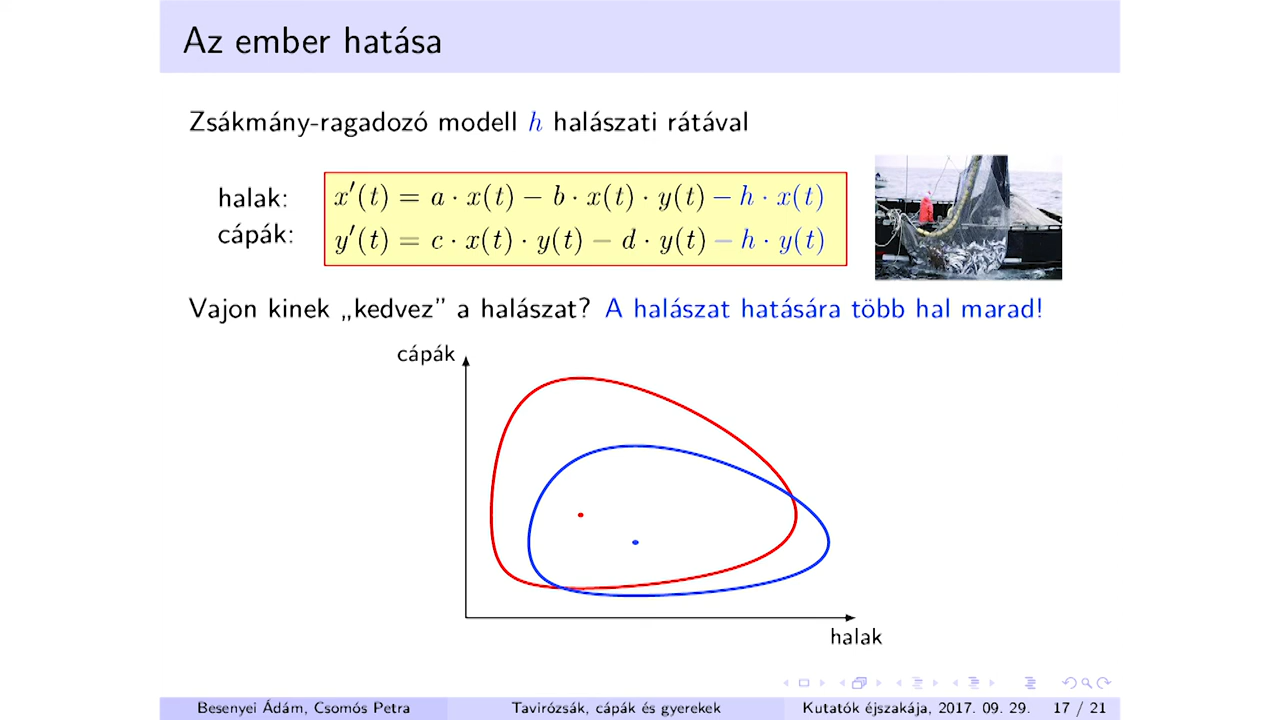 Az ember hatása
Zsákmány-ragadozó modell h halászati rátával
halak: x′(t) = a · x(t) − b · x(t) · y(t) − h · x(t)
cápák: y′(t) = c · x(t) · y(t) − d · y(t) − h · y(t)
Vajon kinek „kedvez” a halászat? A halászat hatására több hal marad!
cápák
halak
Besenyei Ádám, Csomós Petra Tavirózsák, cápák és gyerekek Kutatók éjszakája, 2017. 09. 29. 17 / 21